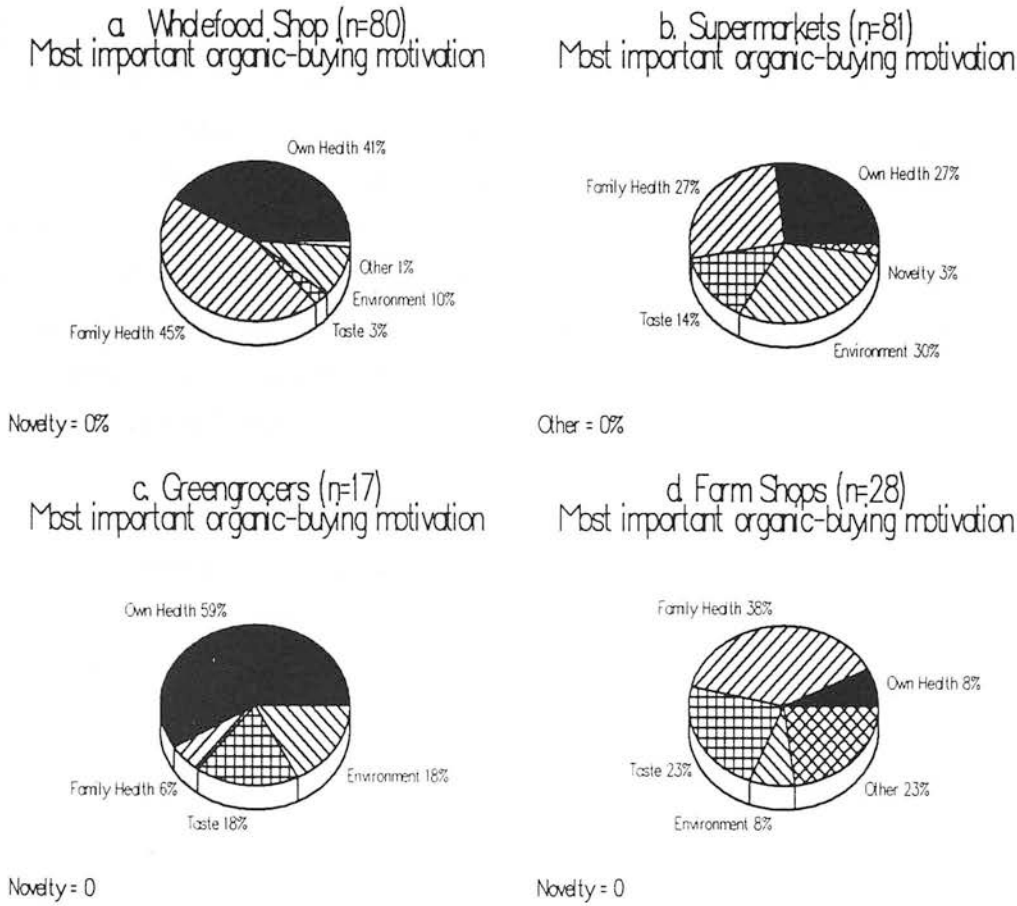 a. Wholefood Shop (n=80)
Most important organic-buying motivation
Own Health 41%
Other 1%
Environment 10%
Taste 3%
Family Health 45%
Novelty = 0%
b. Supermarkets (n=81)
Most important organic-buying motivation
Own Health 27%
Family Health 27%
Novelty 3%
Taste 14%
Environment 30%
Other = 0%
c. Greengrocers (n=17)
Most important organic-buying motivation
Own Health 59%
Environment 18%
Family Health 6%
Taste 18%
Novelty = 0
d. Farm Shops (n=28)
Most important organic-buying motivation
Family Health 38%
Own Health 8%
Taste 23%
Other 23%
Environment 8%
Novelty = 0